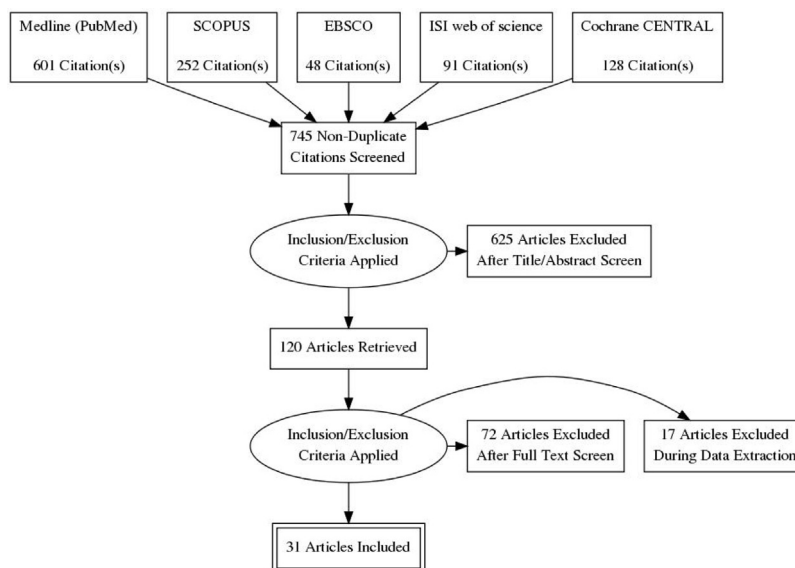 Medline (PubMed)
601 Citation(s)
SCOPUS
252 Citation(s)
EBSCO
48 Citation(s)
ISI web of science
91 Citation(s)
Cochrane CENTRAL
128 Citation(s)
745 Non-Duplicate
Citations Screened
Inclusion/Exclusion
Criteria Applied
625 Articles Excluded
After Title/Abstract Screen
120 Articles Retrieved
Inclusion/Exclusion
Criteria Applied
72 Articles Excluded
After Full Text Screen
17 Articles Excluded
During Data Extraction
31 Articles Included